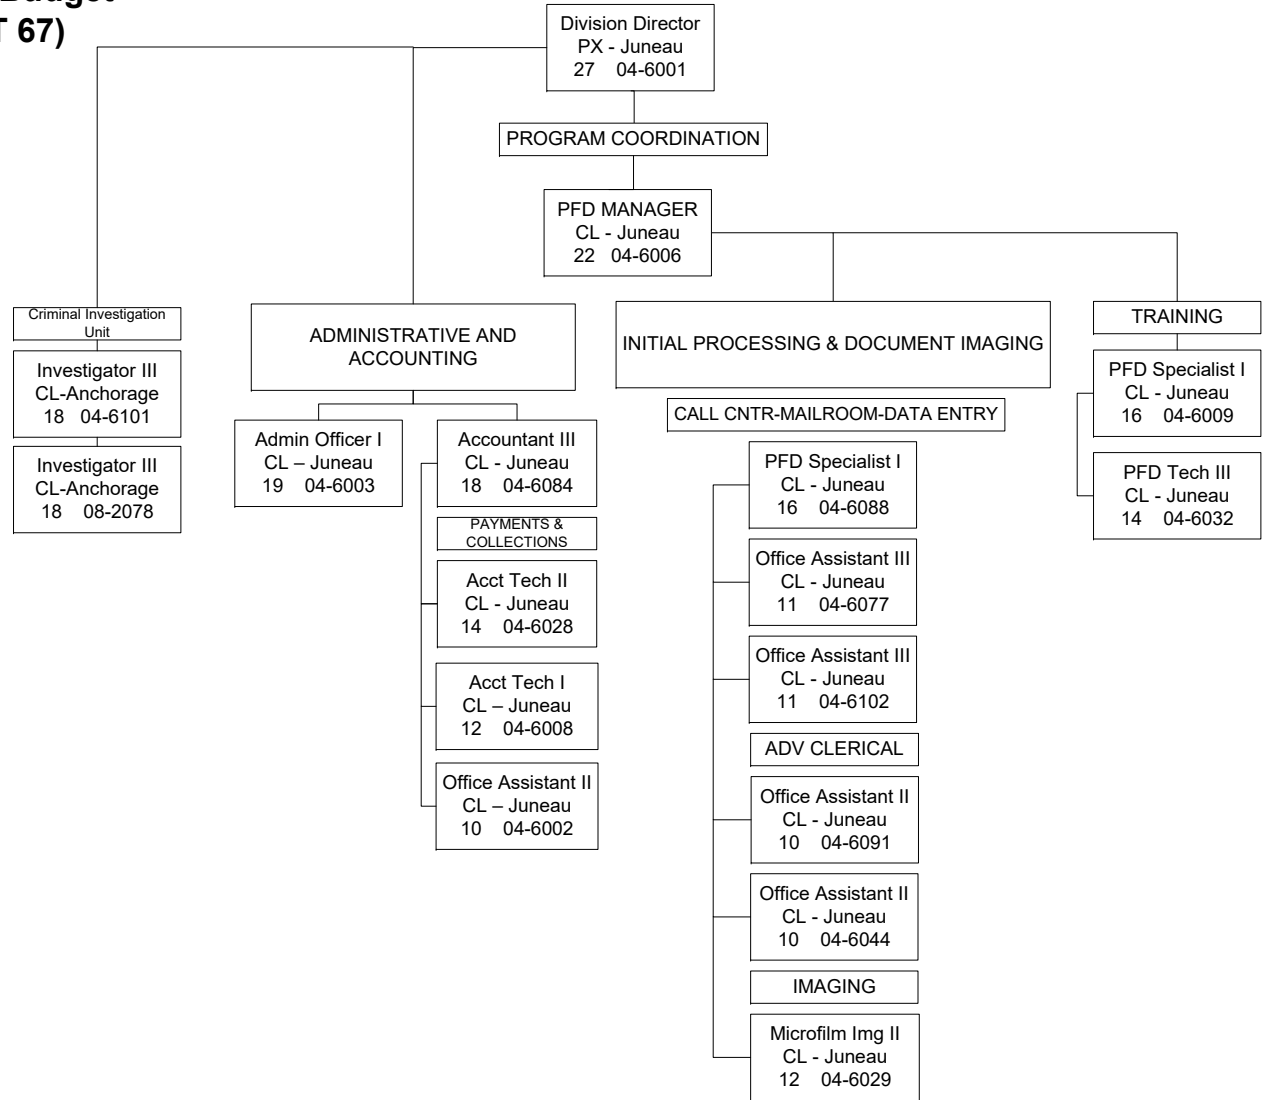 T 67)
Division Director
PX - Juneau
27 04-6001
PROGRAM COORDINATION
PFD MANAGER
CL - Juneau
22 04-6006
Criminal Investigation
Unit
Investigator III
CL-Anchorage
18 04-6101
Investigator III
CL-Anchorage
18 08-2078
ADMINISTRATIVE AND
ACCOUNTING
Admin Officer I
CL – Juneau
19 04-6003
Accountant III
CL - Juneau
18 04-6084
PAYMENTS &
COLLECTIONS
Acct Tech II
CL - Juneau
14 04-6028
Acct Tech I
CL – Juneau
12 04-6008
Office Assistant II
CL – Juneau
10 04-6002
INITIAL PROCESSING & DOCUMENT IMAGING
CALL CNTR-MAILROOM-DATA ENTRY
PFD Specialist I
CL - Juneau
16 04-6088
Office Assistant III
CL - Juneau
11 04-6077
Office Assistant III
CL - Juneau
11 04-6102
ADV CLERICAL
Office Assistant II
CL - Juneau
10 04-6091
Office Assistant II
CL - Juneau
10 04-6044
IMAGING
Microfilm Img II
CL - Juneau
12 04-6029
TRAINING
PFD Specialist I
CL - Juneau
16 04-6009
PFD Tech III
CL - Juneau
14 04-6032